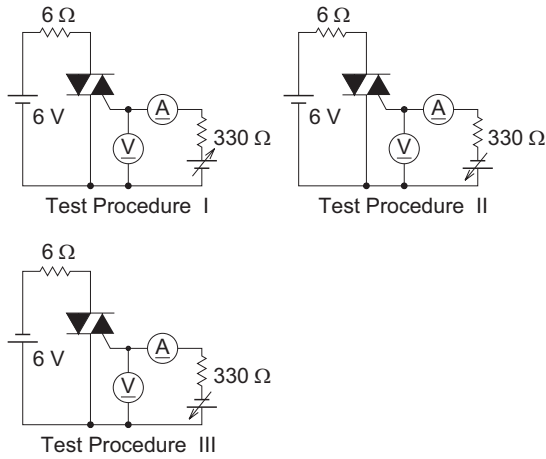 6 Ω
6 V
A
V
330 Ω
Test Procedure I
6 Ω
6 V
A
V
330 Ω
Test Procedure II
6 Ω
6 V
A
V
330 Ω
Test Procedure III